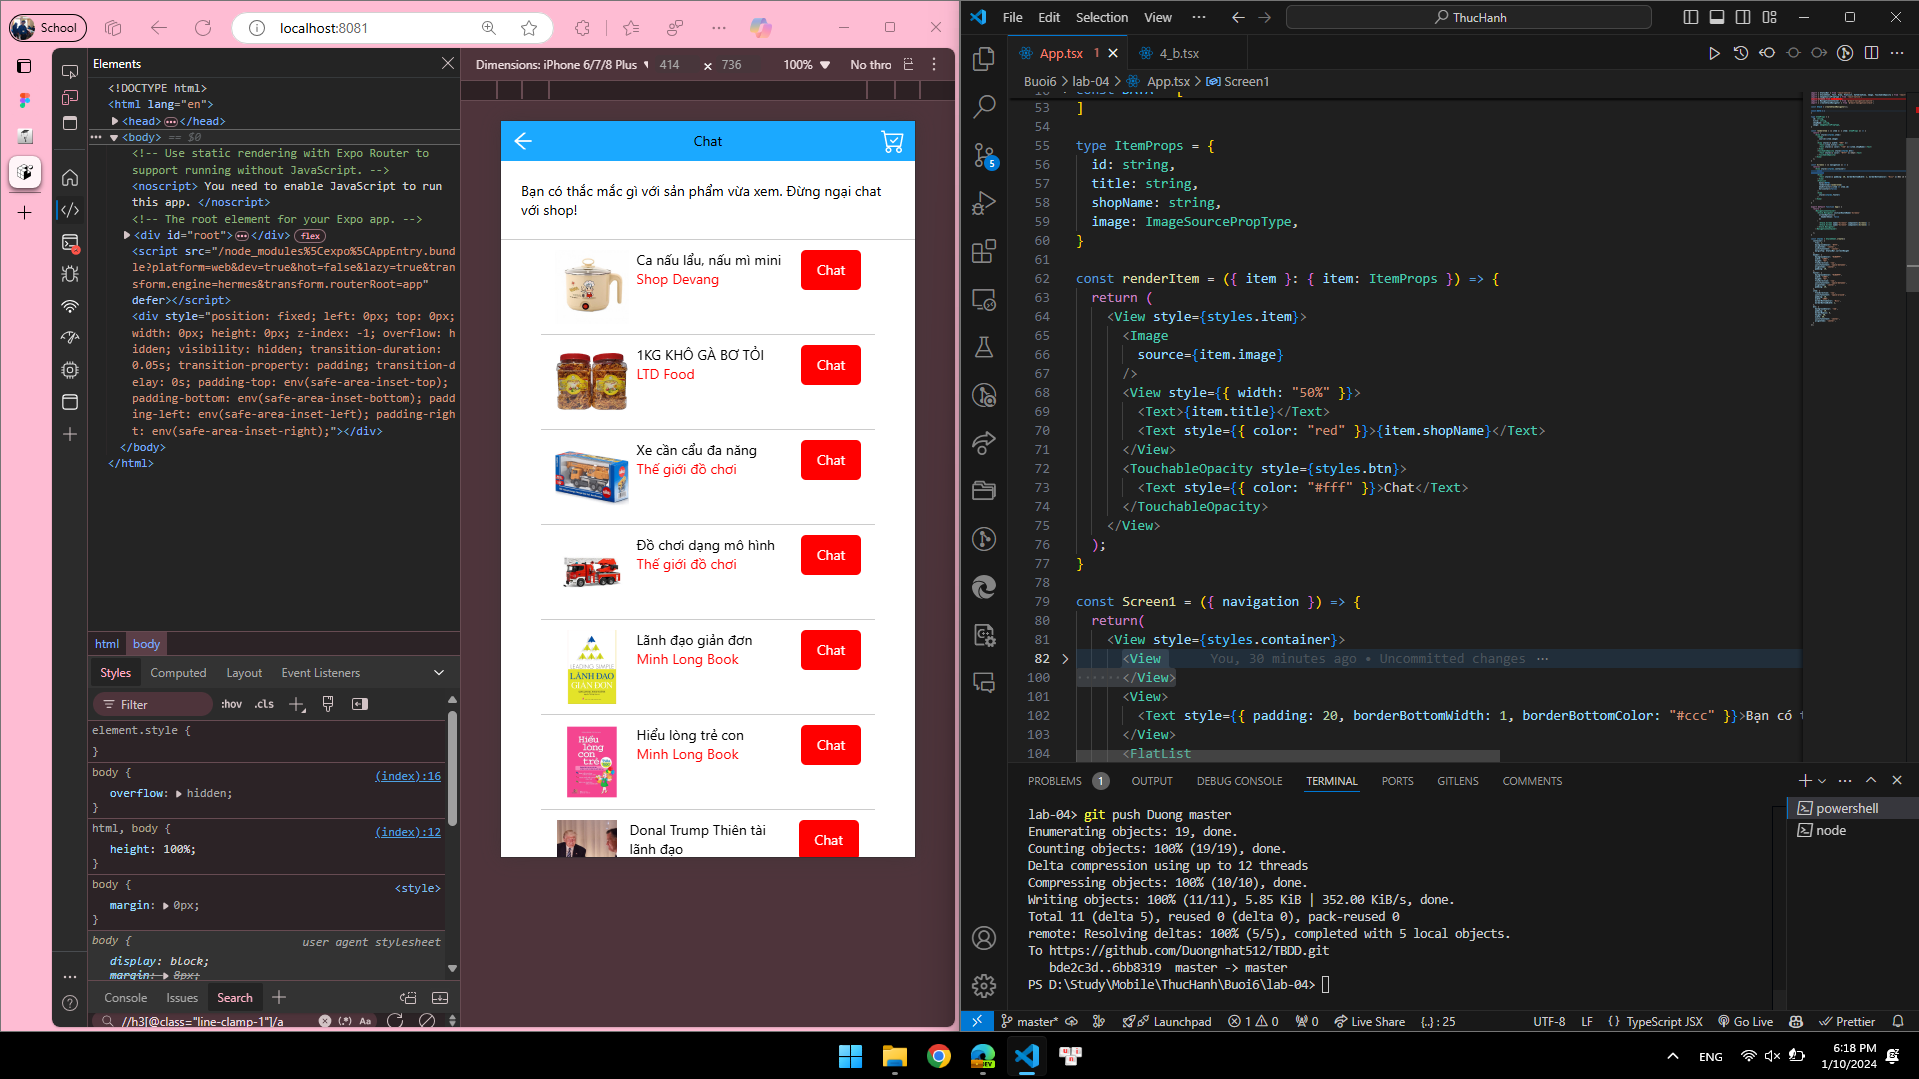 School
localhost:8081
Elements
<!DOCTYPE html>
<html lang="en">
<head> </head>
<body> == $0
<!-- Use static rendering with Expo Router to
support running without JavaScript. -->
<noscript> You need to enable JavaScript to run
this app. </noscript>
<!-- The root element for your Expo app. -->
<div id="root"> </div> flex
<script src="/node_modules%5Cexpo%5CAppEntry.bund
le?platform=web&dev=true&hot=false&lazy=true&tran
sform.engine=hermes&transform.routerRoot=app"
defer></script>
<div style="position: fixed; left: 0px; top: 0px;
width: 0px; height: 0px; z-index: -1; overflow: h
idden; visibility: hidden; transition-duration:
0.05s; transition-property: padding; transition-d
elay: 0s; padding-top: env(safe-area-inset-top);
padding-bottom: env(safe-area-inset-bottom); padd
ing-left: env(safe-area-inset-left); padding-righ
t: env(safe-area-inset-right);"></div>
</body>
</html>
html body
Styles Computed Layout Event Listeners
Filter :hov .cls
element.style {
}
body { (index):16
overflow: hidden;
}
html, body { (index):12
height: 100%;
}
body { <style>
margin: 0px;
}
body { user agent stylesheet
display: block;
margin: 8px;
Console Issues Search
//h3[@class="line-clamp-1"]/a (.*) Aa
Dimensions: iPhone 6/7/8 Plus 414 x 736 100% No thro
Chat
Bạn có thắc mắc gì với sản phẩm vừa xem. Đừng ngại chat
với shop!
Ca nấu lẩu, nấu mì mini
Shop Devang
Chat
1KG KHÔ GÀ BƠ TỎI
LTD Food
Chat
Xe cần cẩu đa năng
Thế giới đồ chơi
Chat
Đồ chơi dạng mô hình
Thế giới đồ chơi
Chat
LEADING SIMPLE
LÃNH ĐẠO
GIẢN ĐƠN
Lãnh đạo giản đơn
Minh Long Book
Chat
Hiểu
lòng
con
trẻ
Hiểu lòng trẻ con
Minh Long Book
Chat
Donal Trump Thiên tài
lãnh đạo
Chat
File Edit Selection View
ThucHanh
App.tsx 1
4_b.tsx
Buoi6 > lab-04 > App.tsx > Screen1
53 ]
54
55 type ItemProps = {
56 id: string,
57 title: string,
58 shopName: string,
59 image: ImageSourcePropType,
60 }
61
62 const renderItem = ({ item }: { item: ItemProps }) => {
63 return (
64 <View style={styles.item}>
65 <Image
66 source={item.image}
67 />
68 <View style={{ width: "50%" }}>
69 <Text>{item.title}</Text>
70 <Text style={{ color: "red" }}>{item.shopName}</Text>
71 </View>
72 <TouchableOpacity style={styles.btn}>
73 <Text style={{ color: "#fff" }}>Chat</Text>
74 </TouchableOpacity>
75 </View>
76 );
77 }
78
79 const Screen1 = ({ navigation }) => {
80 return(
81 <View style={styles.container}>
82 <View You, 30 minutes ago • Uncommitted changes
100 </View>
101 <View>
102 <Text style={{ padding: 20, borderBottomWidth: 1, borderBottomColor: "#ccc" }}>Bạn có
103 </View>
104 <FlatList
PROBLEMS 1 OUTPUT DEBUG CONSOLE TERMINAL PORTS GITLENS COMMENTS
lab-04> git push Duong master
Enumerating objects: 19, done.
Counting objects: 100% (19/19), done.
Delta compression using up to 12 threads
Compressing objects: 100% (10/10), done.
Writing objects: 100% (11/11), 5.85 KiB | 352.00 KiB/s, done.
Total 11 (delta 5), reused 0 (delta 0), pack-reused 0
remote: Resolving deltas: 100% (5/5), completed with 5 local objects.
To https://github.com/Duongnhat512/TBDD.git
bde2c3d..6bb8319 master -> master
PS D:\Study\Mobile\ThucHanh\Buoi6\lab-04>
powershell
node
5
master* Launchpad 1 0 0 Live Share {..} : 25
UTF-8 LF {} TypeScript JSX Go Live Prettier
ENG
6:18 PM
1/10/2024